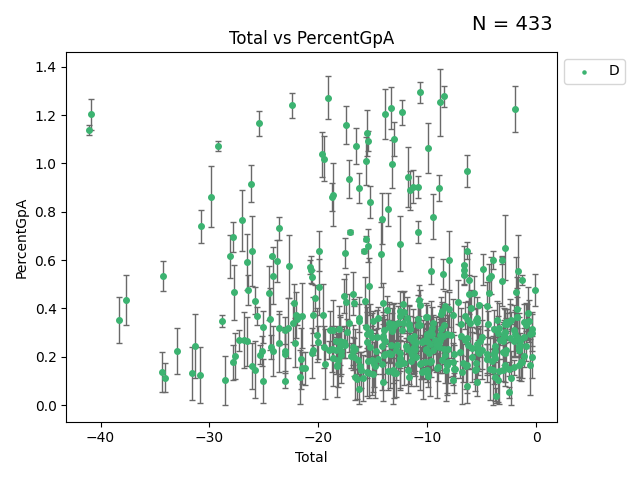 N = 433
Total vs PercentGpA
D
PercentGpA
1.4
1.2
1.0
0.8
0.6
0.4
0.2
0.0
−40 −30 −20 −10 0
Total